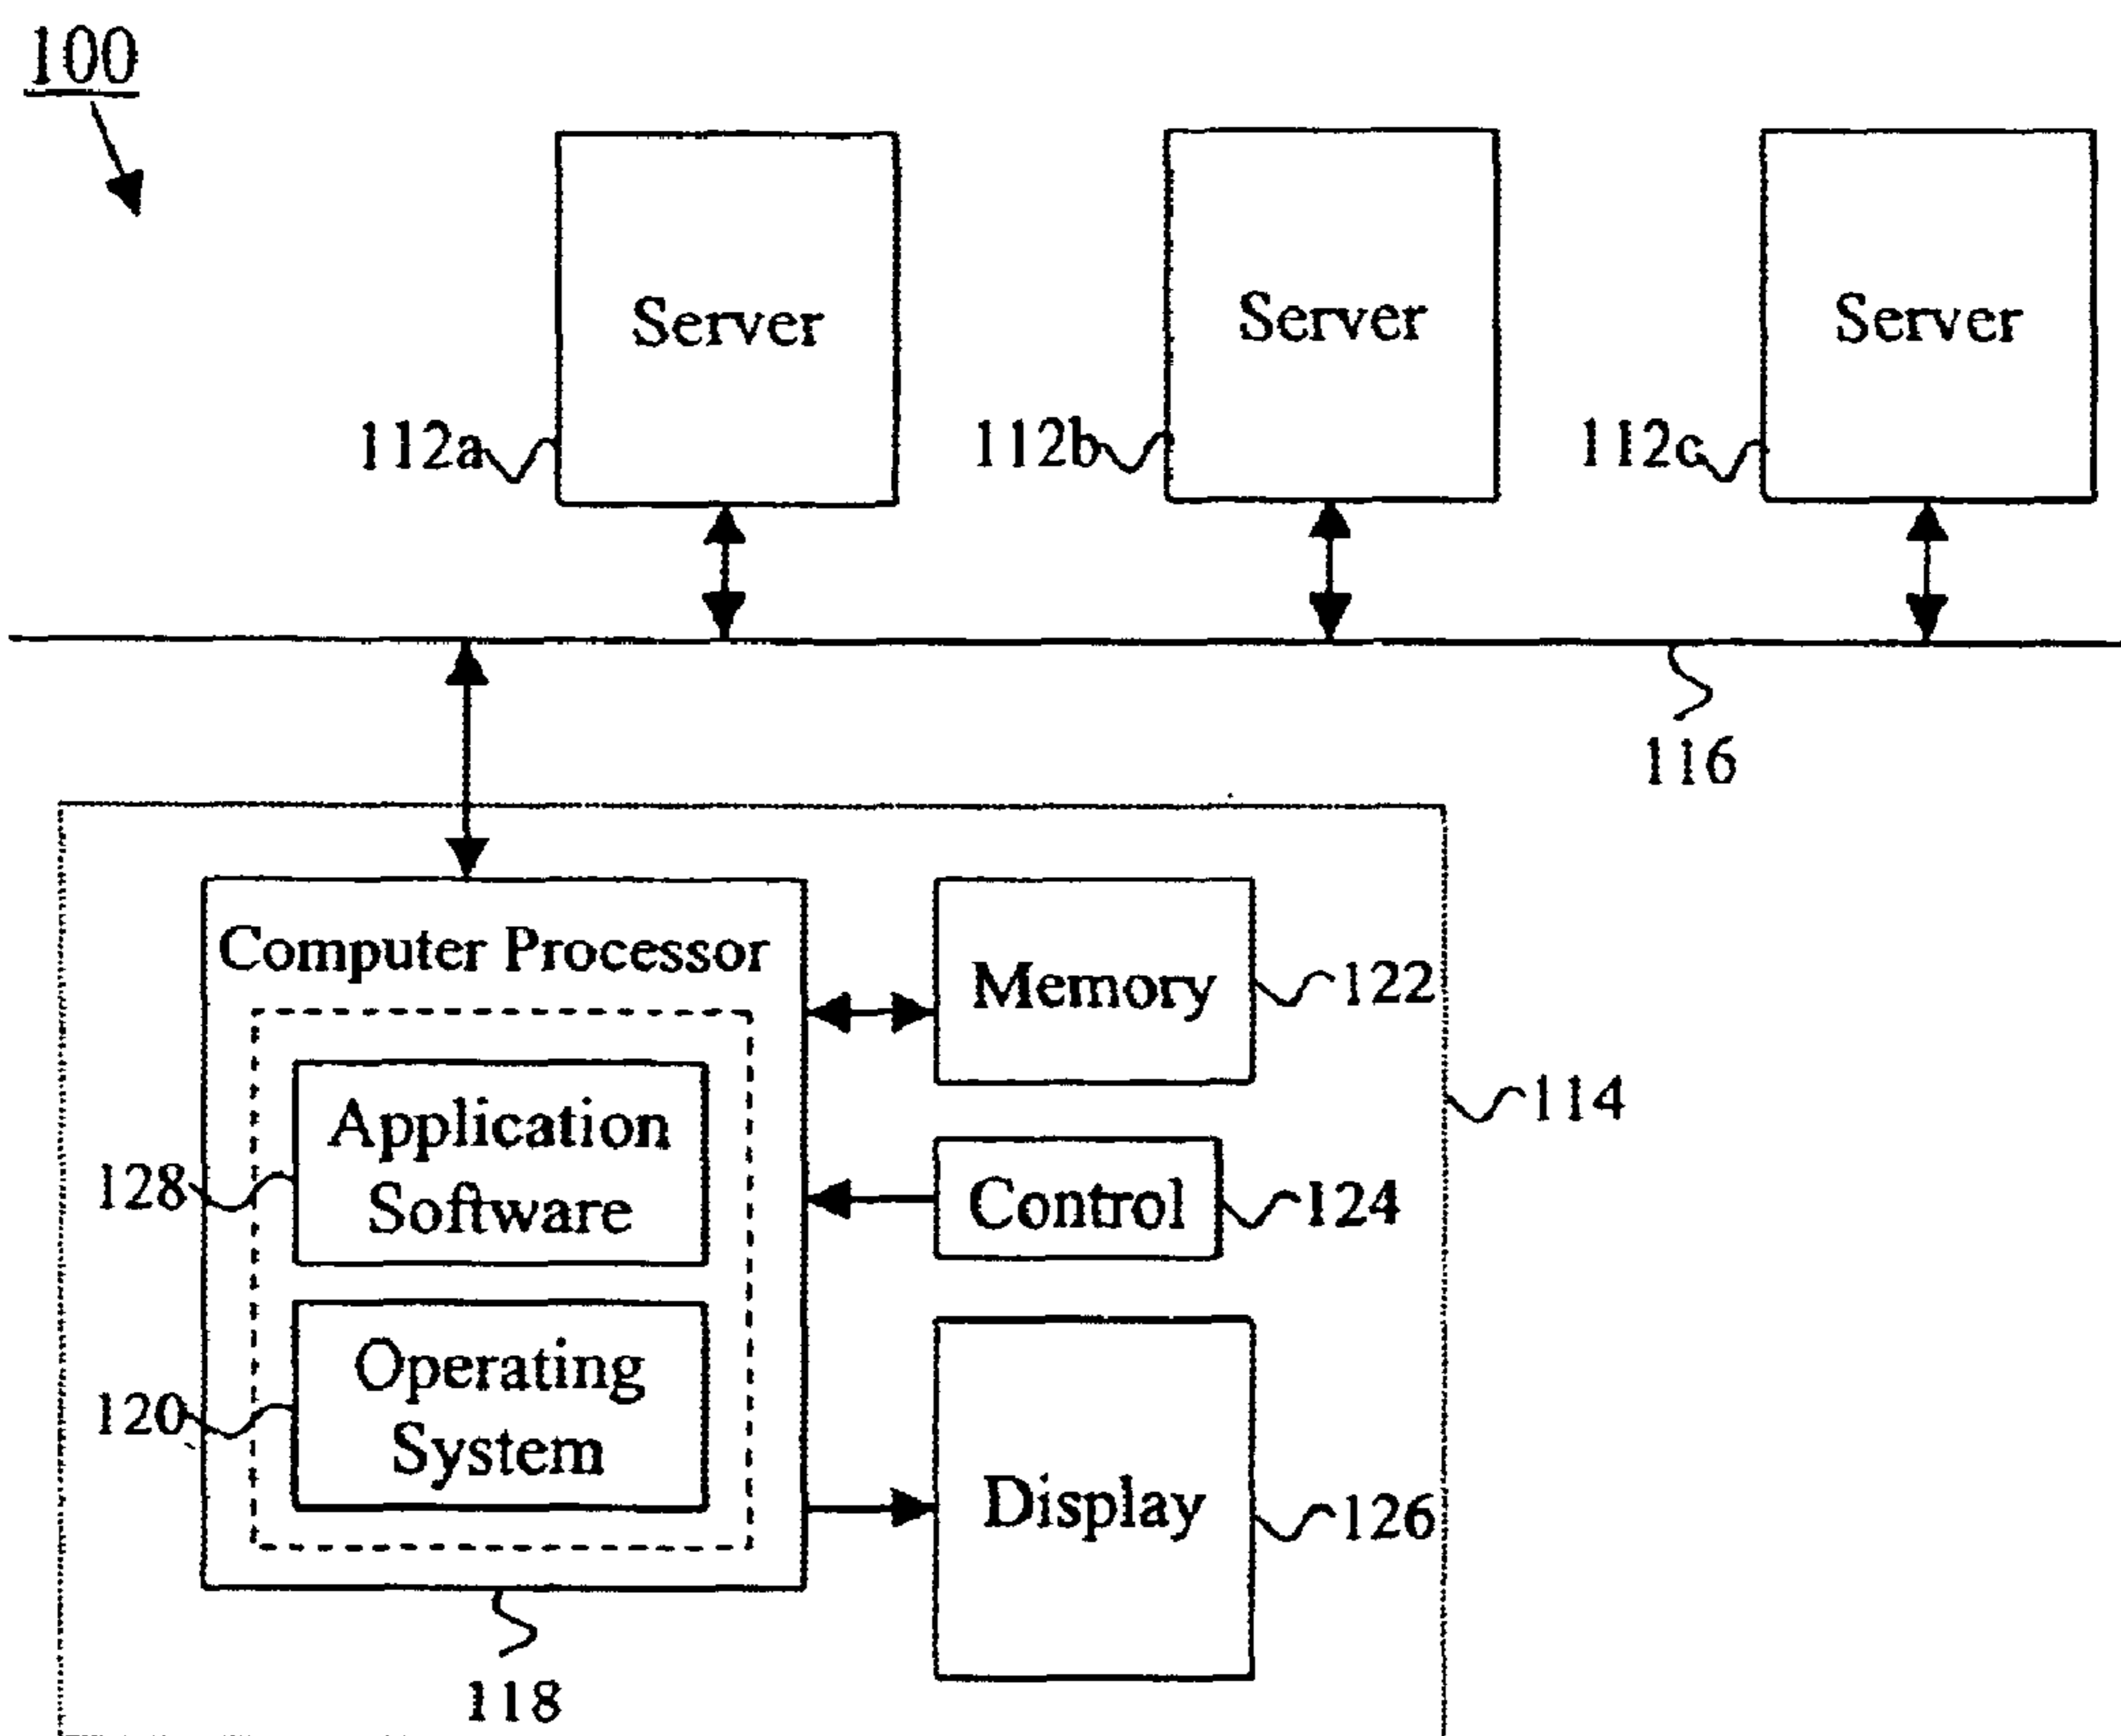 100
Server
Server
Server
112a
112b
112c
116
Computer Processor
Memory
122
114
Application
Software
128
Control
124
Operating
System
120
Display
126
118